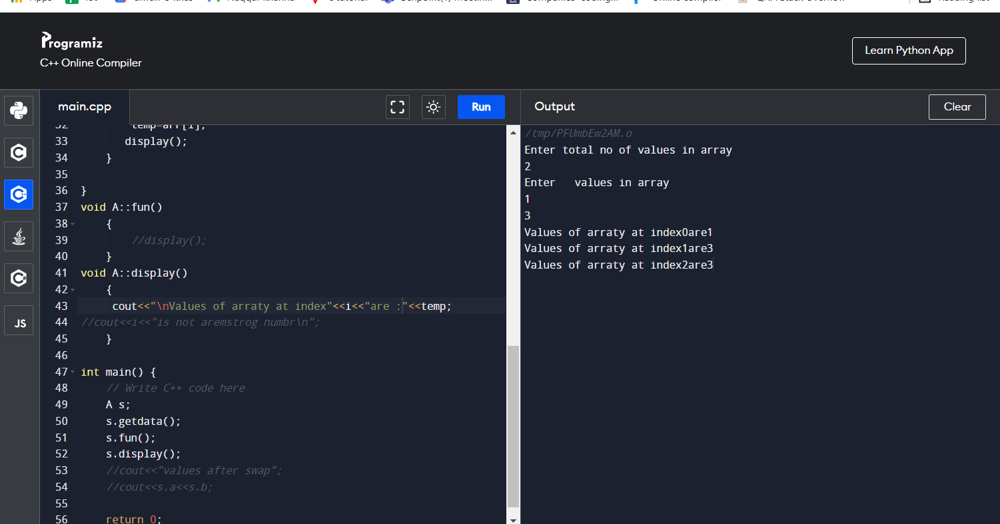 Programiz
C++ Online Compiler
Learn Python App
main.cpp
Run
Output
Clear
JS
32 temp=arr[i];
33 display();
34 }
35
36 }
37 void A::fun()
38 {
39 //display();
40 }
41 void A::display()
42 {
43 cout<<"\nValues of arraty at index"<<i<<"are :"<<temp;
44 //cout<<i<<"is not aremstrog numbr\n";
45 }
46
47 int main() {
48 // Write C++ code here
49 A s;
50 s.getdata();
51 s.fun();
52 s.display();
53 //cout<<"values after swap";
54 //cout<<s.a<<s.b;
55
56 return 0;
/tmp/PFUmbEw2AM.o
Enter total no of values in array
2
Enter   values in array
1
3
Values of arraty at index0are1
Values of arraty at index1are3
Values of arraty at index2are3